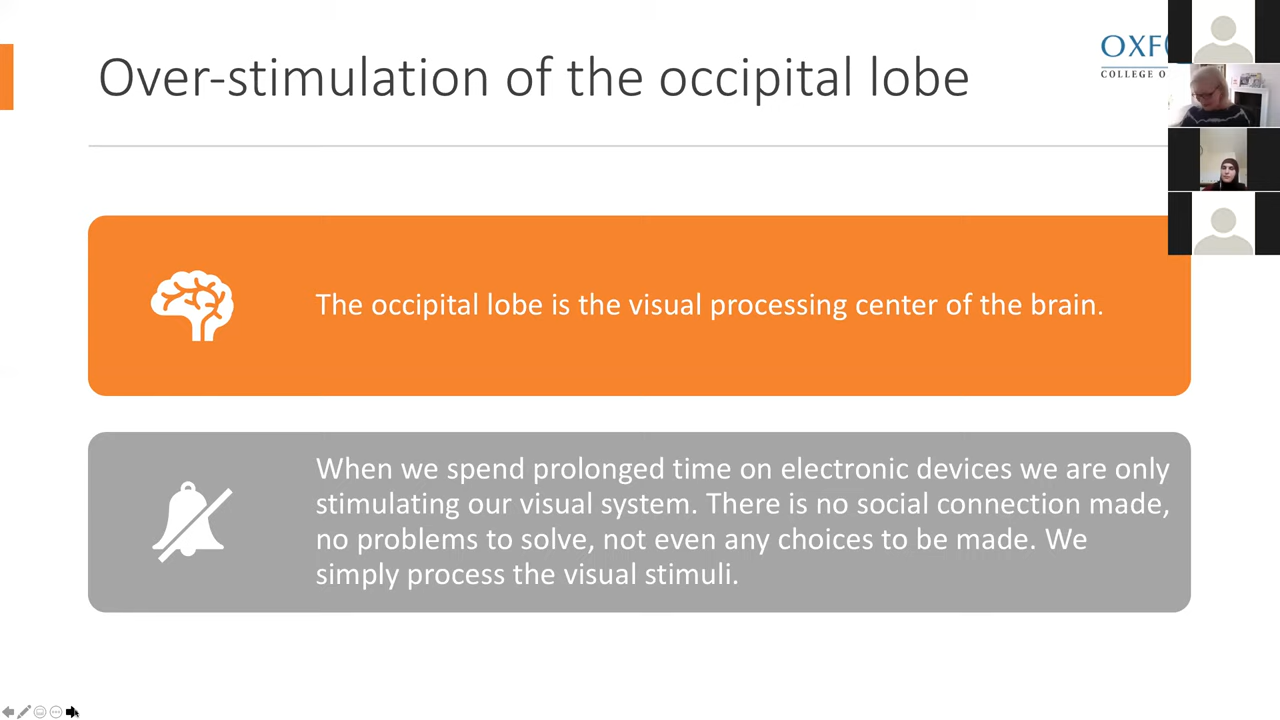 Over-stimulation of the occipital lobe
COLLEGE O
The occipital lobe is the visual processing center of the brain.
When we spend prolonged time on electronic devices we are only
stimulating our visual system. There is no social connection made,
no problems to solve, not even any choices to be made. We
simply process the visual stimuli.